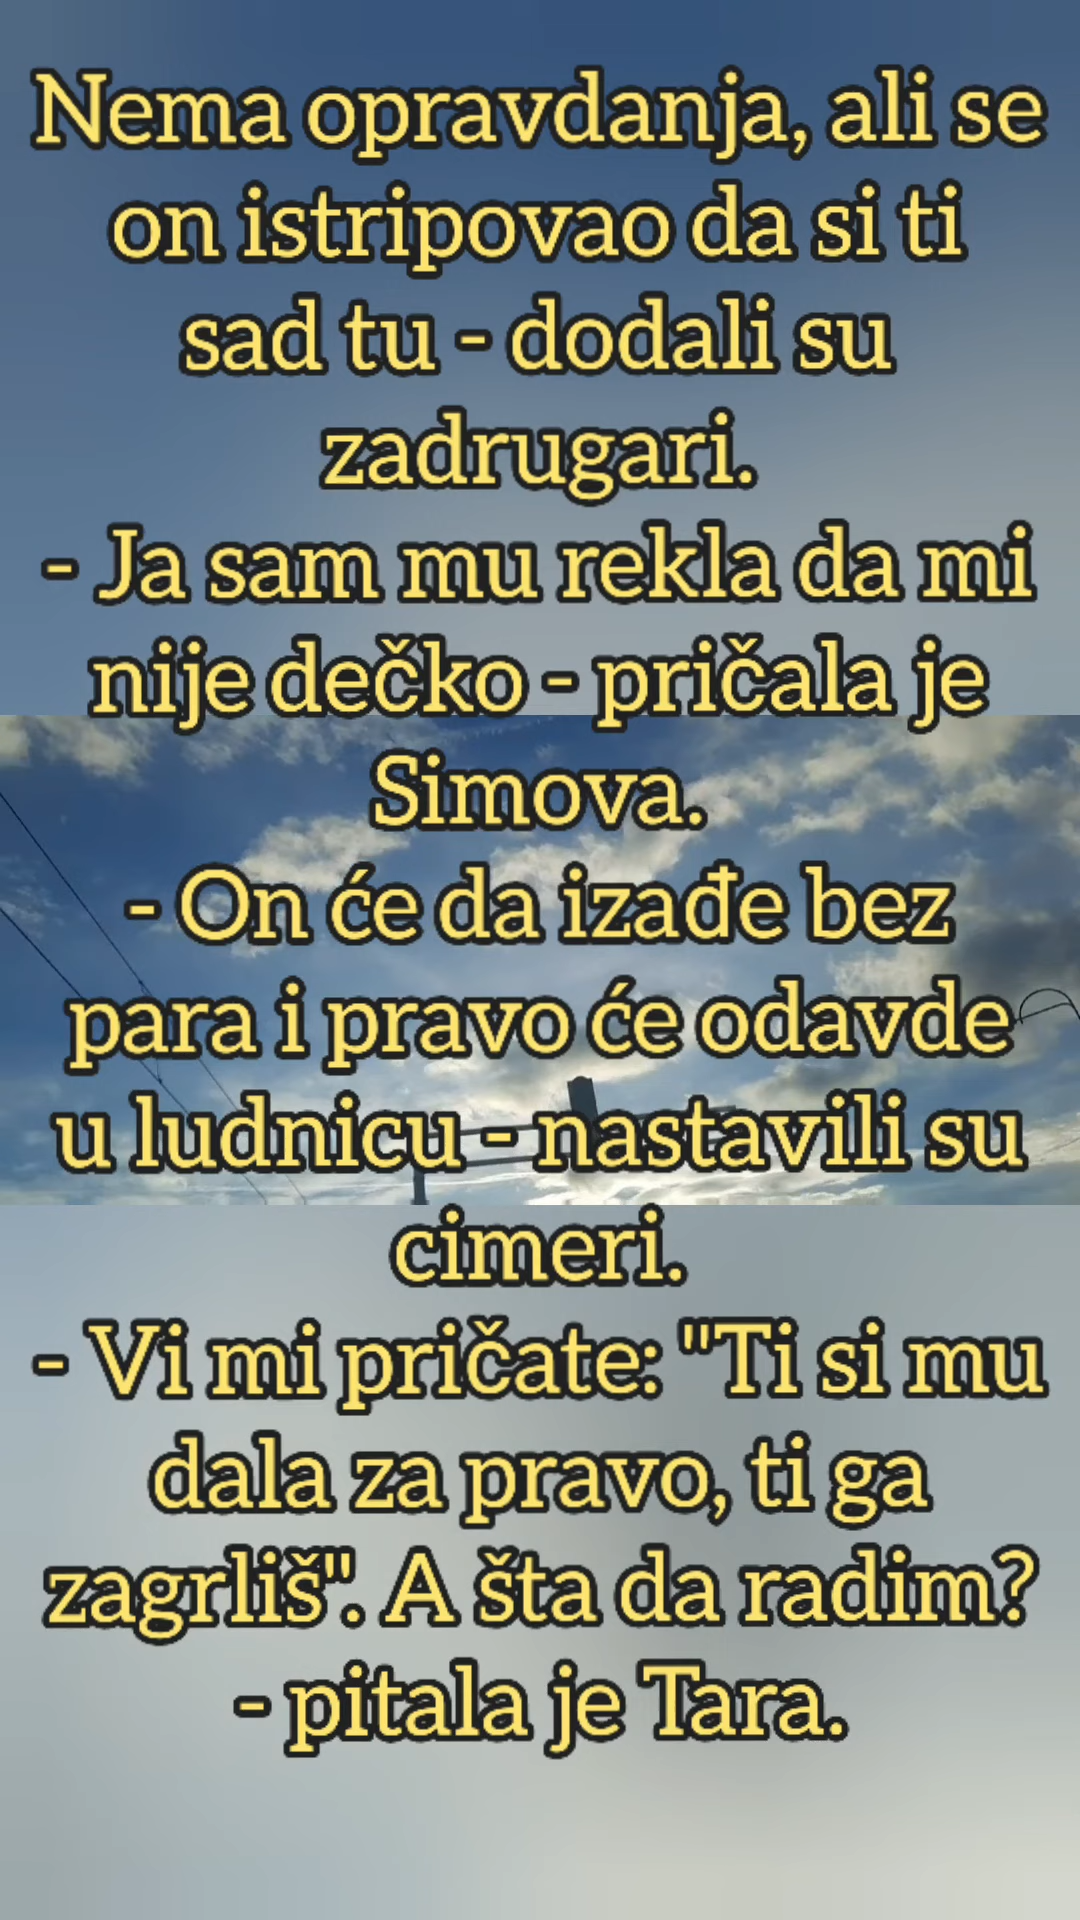 Nema opravdanja, ali se
on istripovao da si ti
sad tu - dodali su
zadrugari.
- Ja sam mu rekla da mi
nije dečko - pričala je
Simova.
- On će da izađe bez
para i pravo će odavde
u ludnicu - nastavili su
cimeri.
- Vi mi pričate: "Ti si mu
dala za pravo, ti ga
zagrliš". A šta da radim?
- pitala je Tara.